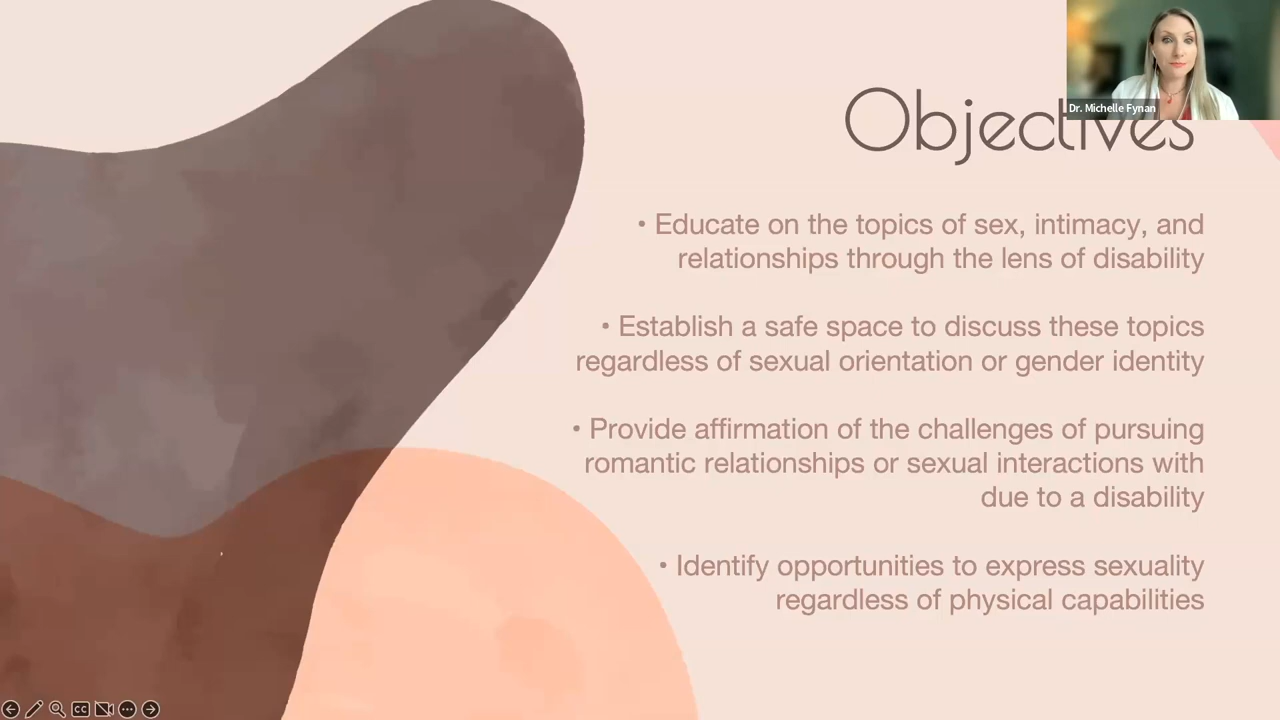 Dr. Michelle Fynan
Objectives
• Educate on the topics of sex, intimacy, and
relationships through the lens of disability
• Establish a safe space to discuss these topics
regardless of sexual orientation or gender identity
• Provide affirmation of the challenges of pursuing
romantic relationships or sexual interactions with
due to a disability
• Identify opportunities to express sexuality
regardless of physical capabilities
CC